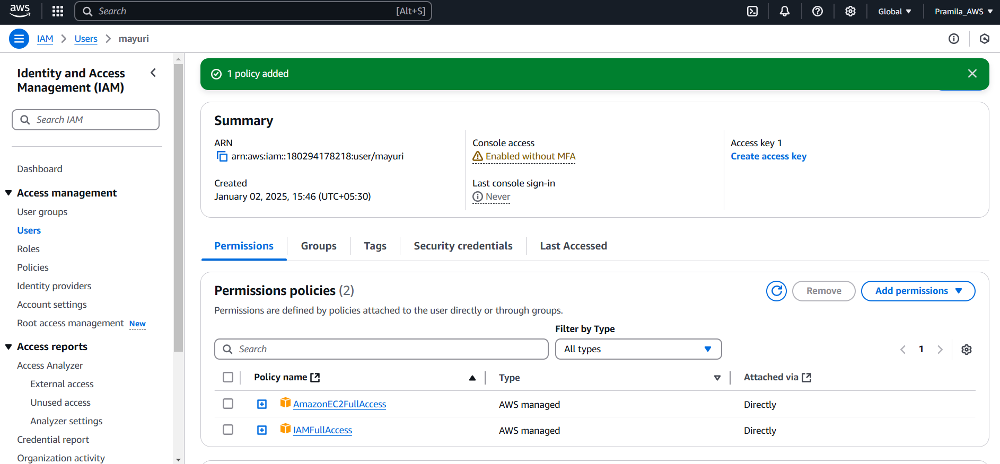 aws
Search [Alt+S]
Global
Pramila_AWS
IAM
Users
mayuri
Identity and Access
Management (IAM)
Search IAM
Dashboard
Access management
User groups
Users
Roles
Policies
Identity providers
Account settings
Root access management New
Access reports
Access Analyzer
External access
Unused access
Analyzer settings
Credential report
Organization activity
1 policy added
Summary
ARN
arn:aws:iam::180294178218:user/mayuri
Created
January 02, 2025, 15:46 (UTC+05:30)
Console access
Enabled without MFA
Last console sign-in
Never
Access key 1
Create access key
Permissions
Groups
Tags
Security credentials
Last Accessed
Permissions policies (2)
Remove
Add permissions
Permissions are defined by policies attached to the user directly or through groups.
Filter by Type
Search
All types
1
Policy name
Type
Attached via
AmazonEC2FullAccess
AWS managed
Directly
IAMFullAccess
AWS managed
Directly